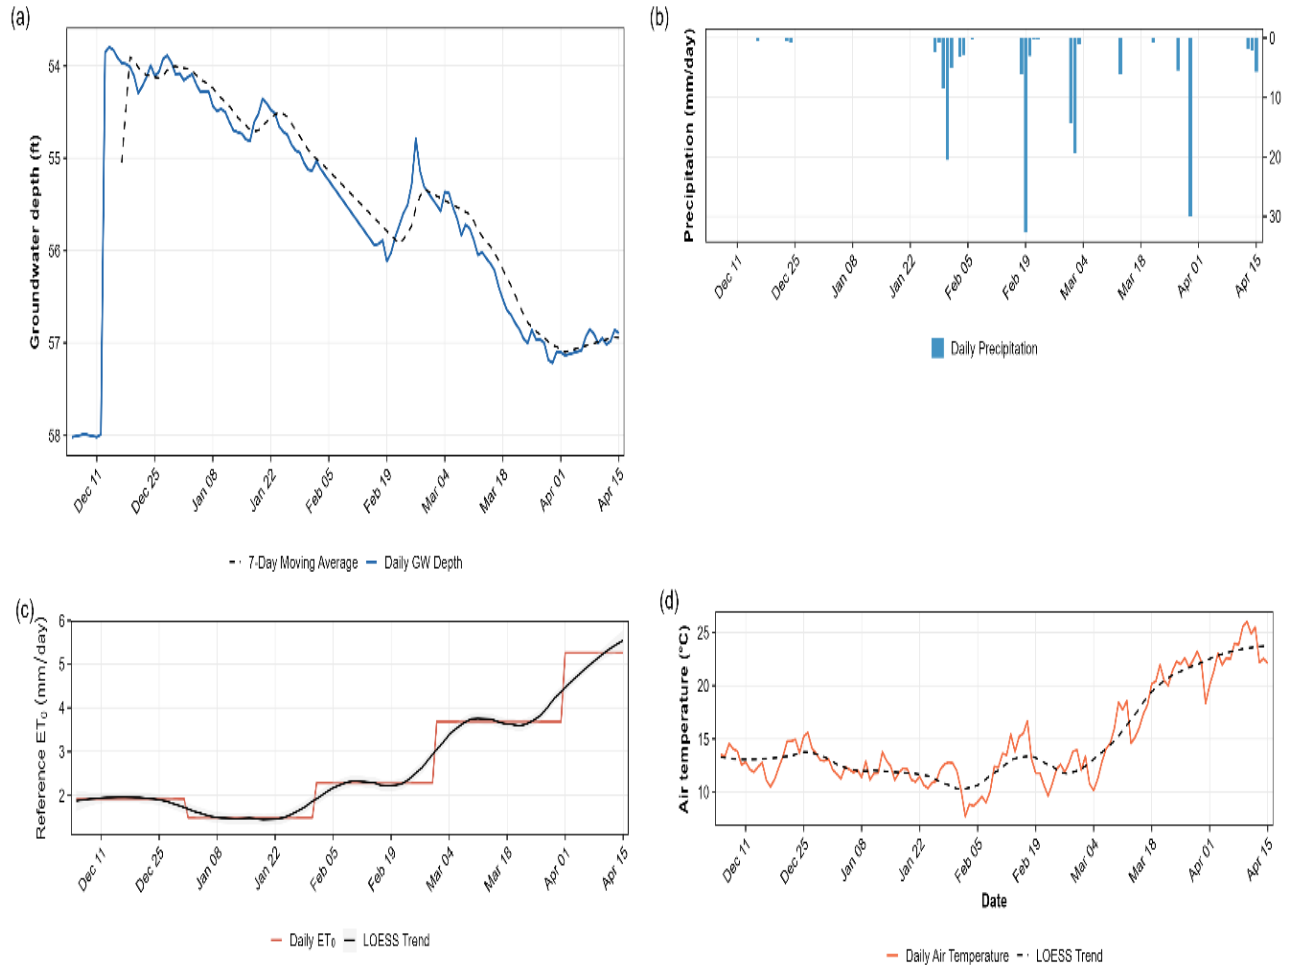 (a)
Groundwater depth (ft)
54
55
56
57
58
Dec 11
Dec 25
Jan 08
Jan 22
Feb 05
Feb 19
Mar 04
Mar 18
Apr 01
Apr 15
7-Day Moving Average
Daily GW Depth
(b)
Precipitation (mm/day)
0
10
20
30
Dec 11
Dec 25
Jan 08
Jan 22
Feb 05
Feb 19
Mar 04
Mar 18
Apr 01
Apr 15
Daily Precipitation
(c)
Reference ET₀ (mm/day)
6
5
4
3
2
Dec 11
Dec 25
Jan 08
Jan 22
Feb 05
Feb 19
Mar 04
Mar 18
Apr 01
Apr 15
Daily ET₀
LOESS Trend
(d)
Air temperature (°C)
25
20
15
10
Dec 11
Dec 25
Jan 08
Jan 22
Feb 05
Feb 19
Mar 04
Mar 18
Apr 01
Apr 15
Date
Daily Air Temperature
LOESS Trend